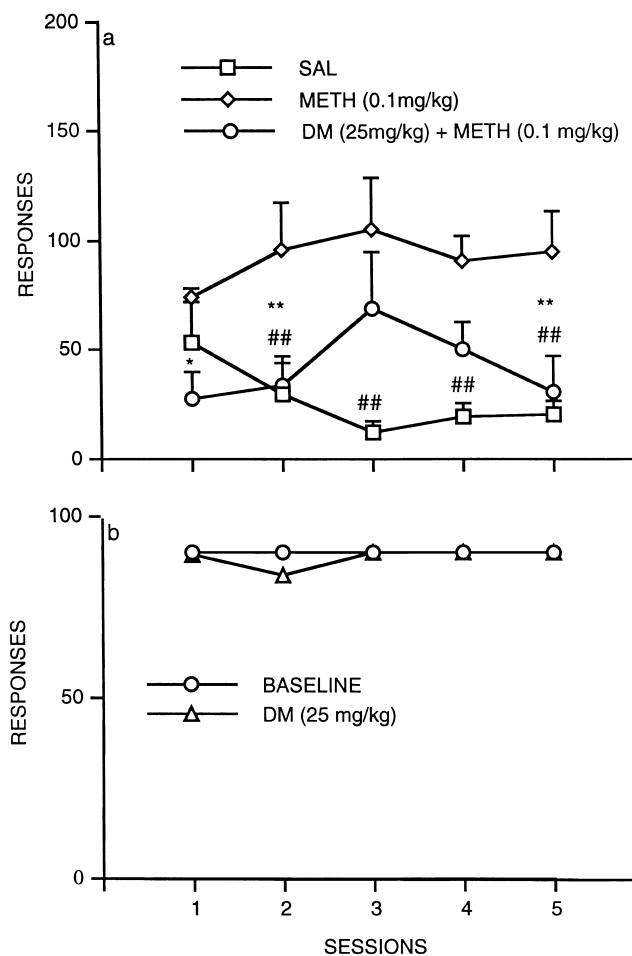 200
a
SAL
METH (0.1mg/kg)
DM (25mg/kg) + METH (0.1 mg/kg)
150
RESPONSES
100
**
**
##
##
50
*
##
##
0
100
b
RESPONSES
BASELINE
50
DM (25 mg/kg)
0
1 2 3 4 5
SESSIONS